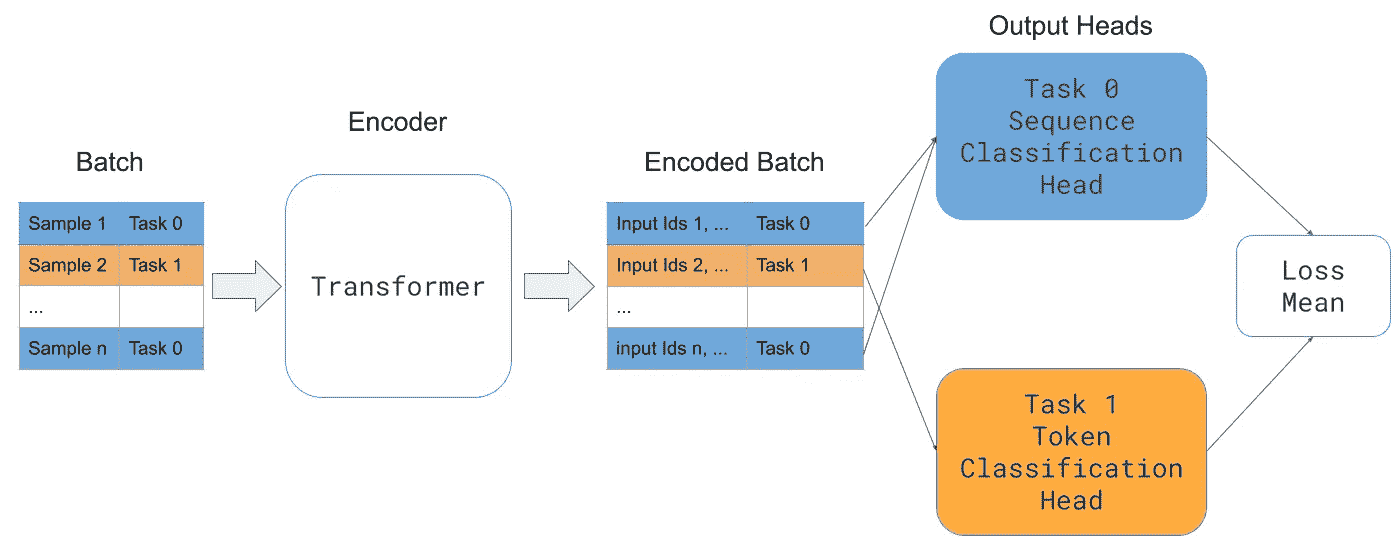 Output Heads
Task 0
Sequence
Classification
Head
Encoder
Batch
Encoded Batch
Sample 1 Task 0
Sample 2 Task 1
...
Sample n Task 0
Transformer
Input Ids 1, ... Task 0
Input Ids 2, ... Task 1
...
input Ids n, ... Task 0
Loss
Mean
Task 1
Token
Classification
Head